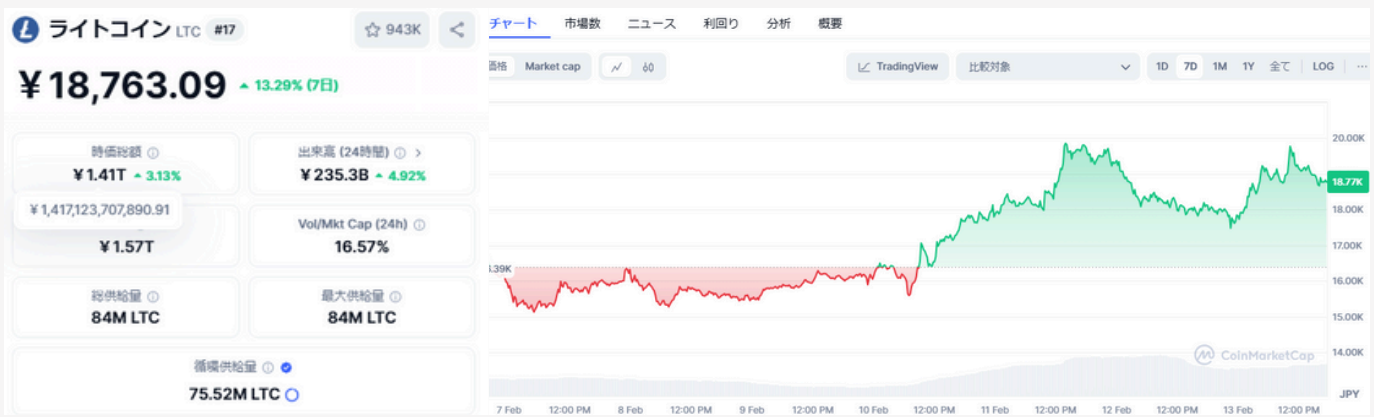 ライトコイン LTC #17
943K
¥18,763.09
13.29% (7日)
時価総額
¥1.41T 3.13%
¥1,417,123,707,890.91
出来高 (24時間)
¥235.3B 4.92%
¥1.57T
Vol/Mkt Cap (24h)
16.57%
総供給量
84M LTC
最大供給量
84M LTC
循環供給量
75.52M LTC
チャート 市場数 ニュース 利回り 分析 概要
価格 Market cap
TradingView
比較対象
1D 7D 1M 1Y 全て LOG ...
20.00K
18.77K
18.00K
17.00K
16.00K
15.00K
14.00K
.39K
CoinMarketCap
JPY
7 Feb 12:00 PM 8 Feb 12:00 PM 9 Feb 12:00 PM 10 Feb 12:00 PM 11 Feb 12:00 PM 12 Feb 12:00 PM 13 Feb 12:00 PM